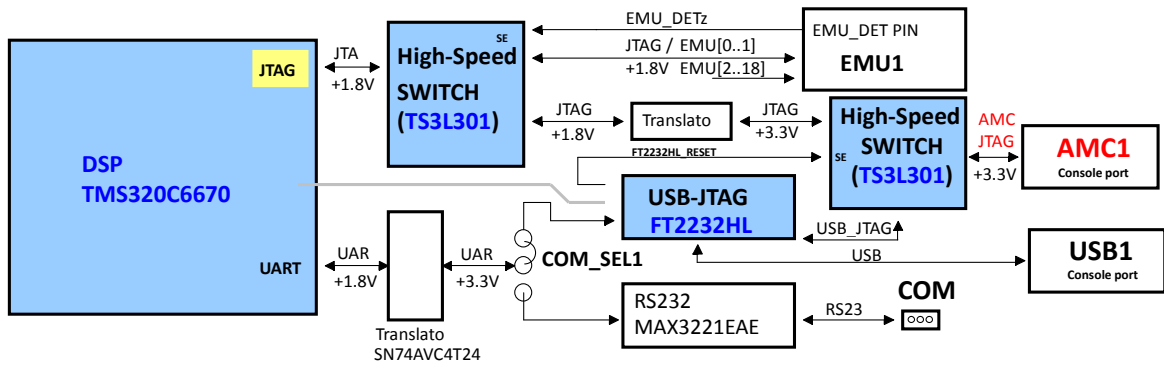 EMU_DETz
EMU_DET PIN
EMU1
SE
High-Speed
SWITCH
(TS3L301)
JTAG
JTA
+1.8V
JTAG / EMU[0..1]
+1.8V EMU[2..18]
JTAG
+1.8V
Translato
JTAG
+3.3V
High-Speed
SWITCH
SE
(TS3L301)
AMC
JTAG
+3.3V
AMC1
Console port
FT2232HL_RESET
DSP
TMS320C6670
USB-JTAG
FT2232HL
USB_JTAG
USB
USB1
Console port
UART
UAR
+1.8V
UAR
+3.3V
COM_SEL1
Translato
SN74AVC4T24
RS232
MAX3221EAE
RS23
COM